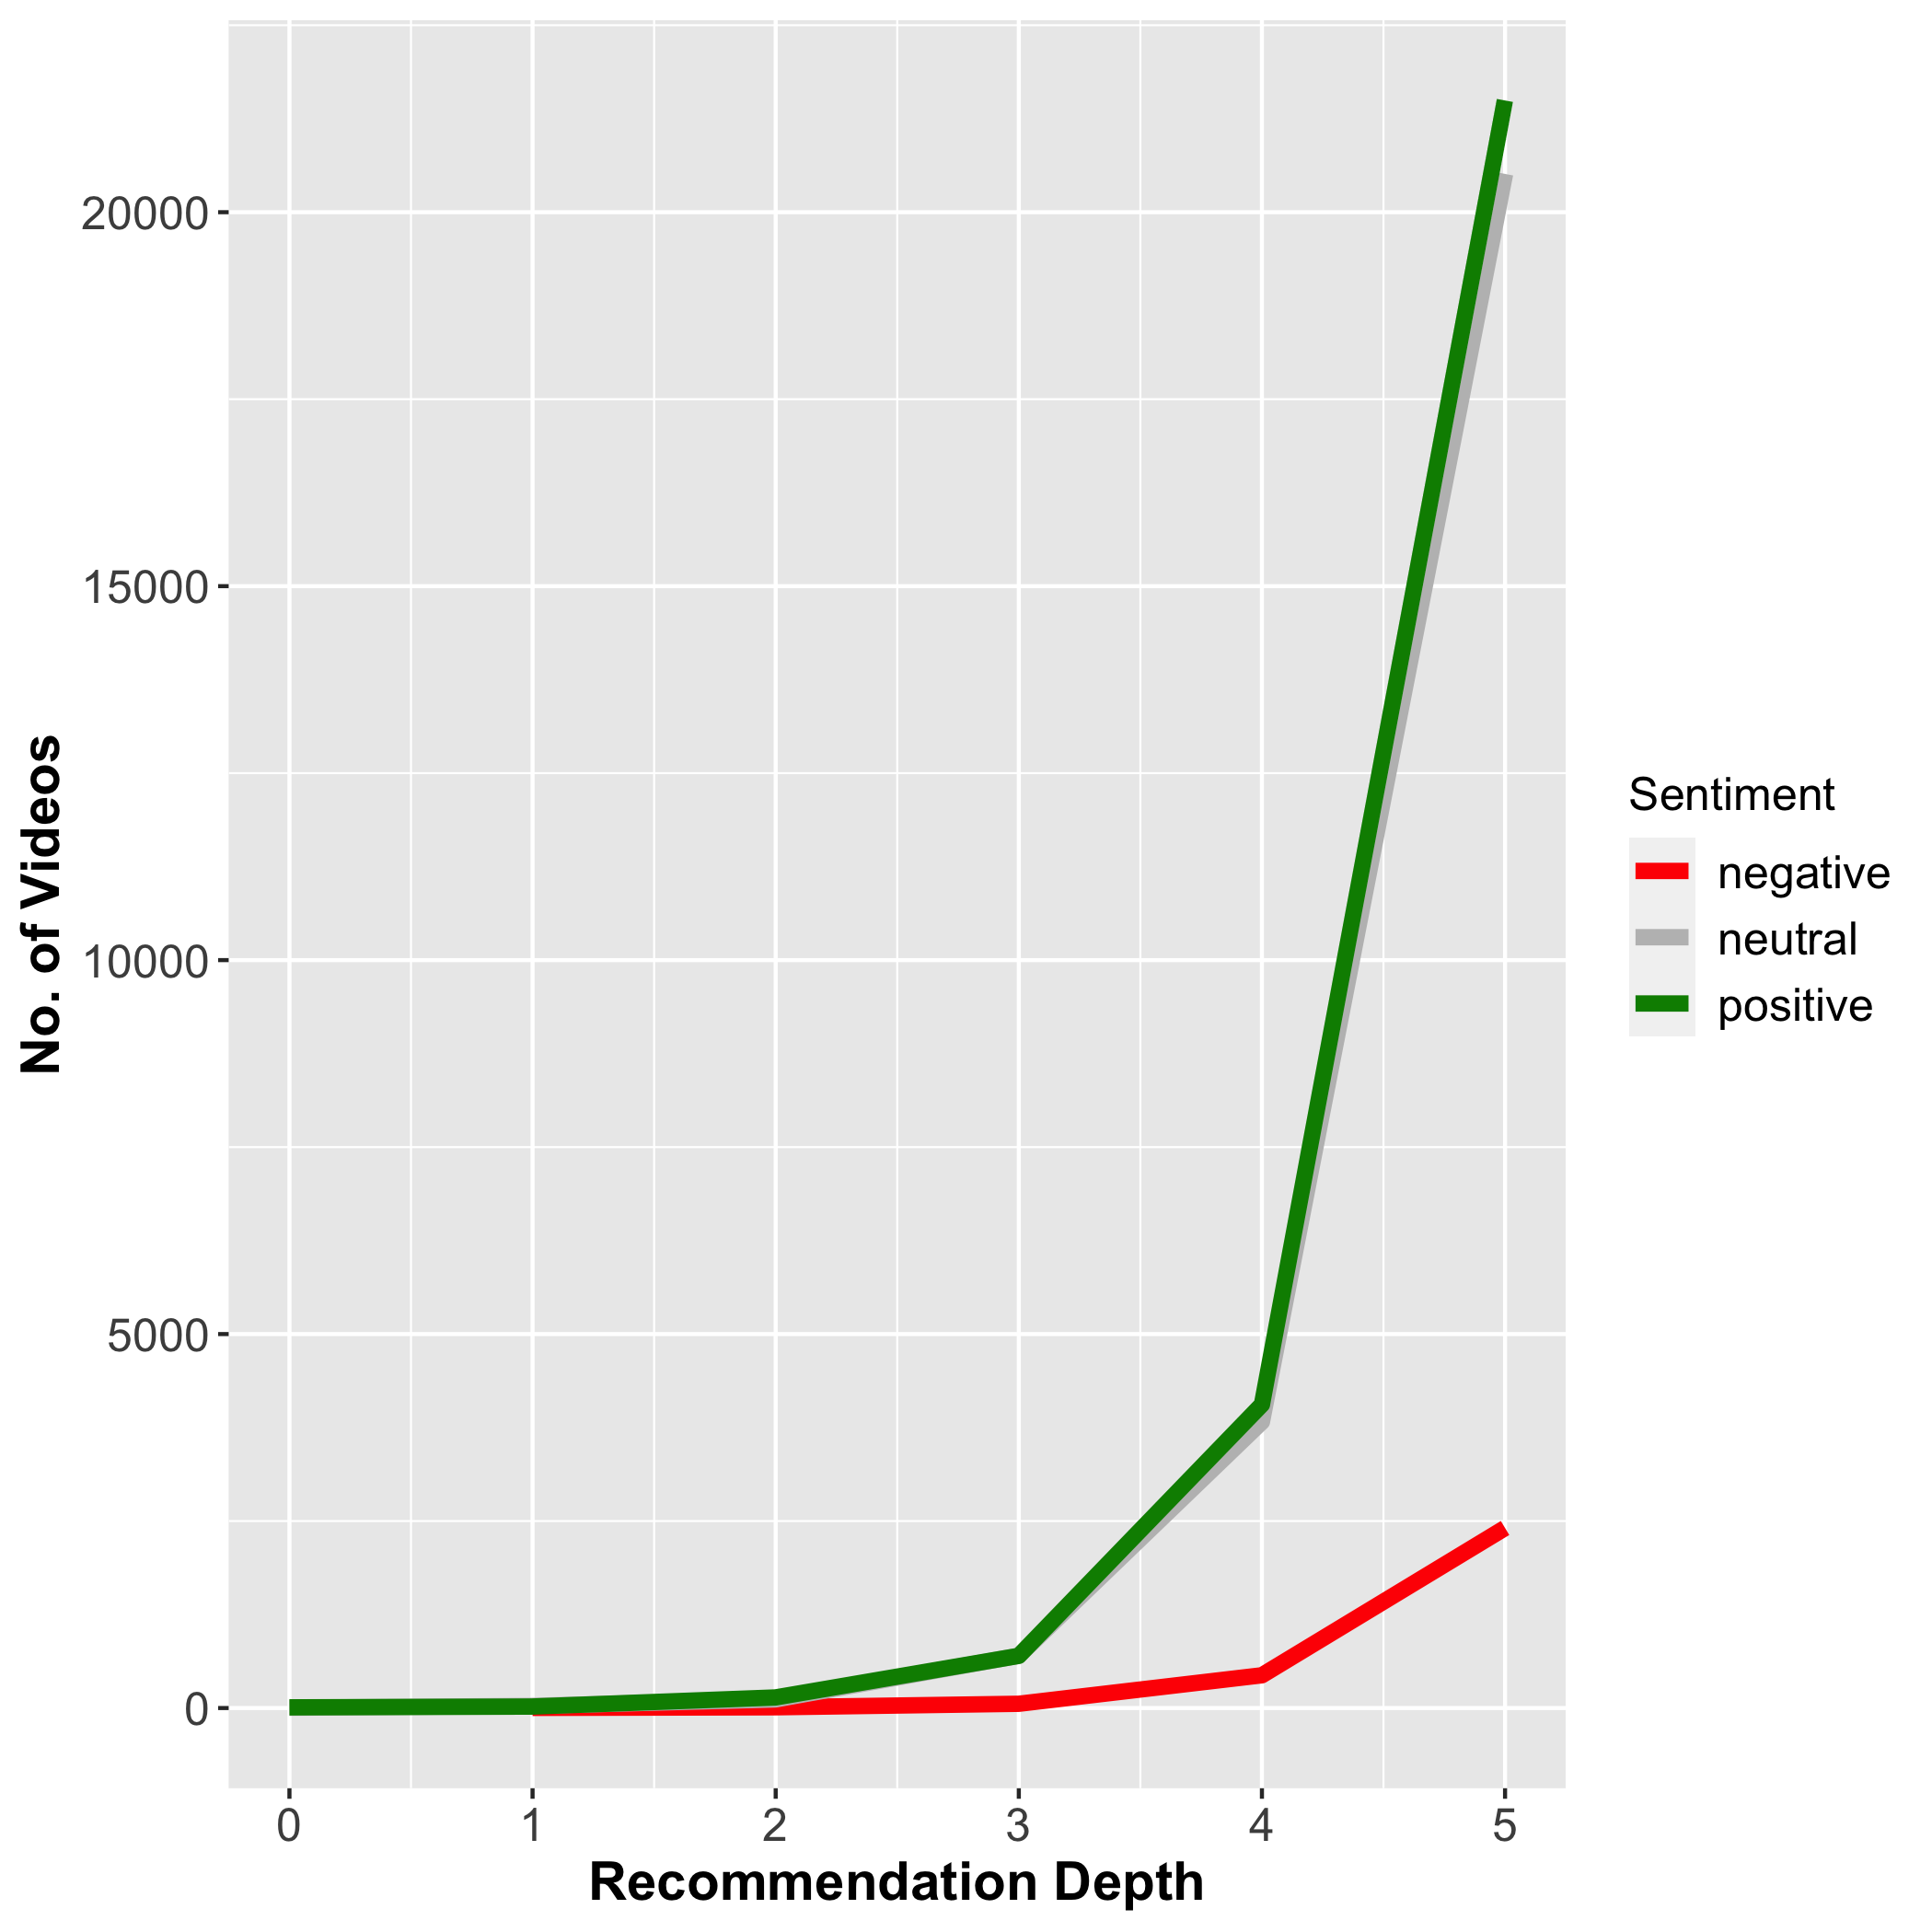 No. of Videos
20000
15000
10000
5000
0
0 1 2 3 4 5
Recommendation Depth
Sentiment
negative
neutral
positive